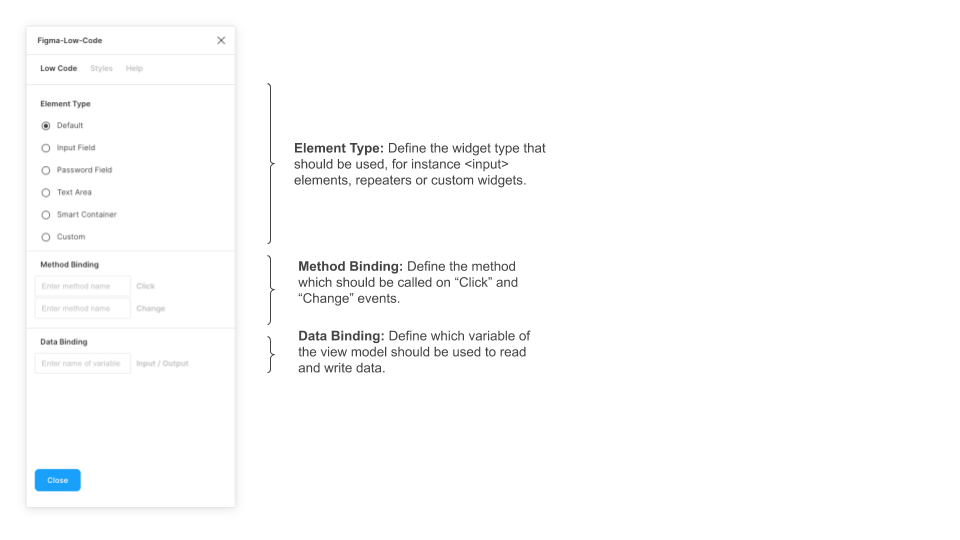 Figma-Low-Code
Low Code Styles Help
Element Type
Default
Input Field
Password Field
Text Area
Smart Container
Custom
Method Binding
Enter method name Click
Enter method name Change
Data Binding
Enter name of variable Input / Output
Close
Element Type: Define the widget type that
should be used, for instance <input>
elements, repeaters or custom widgets.
Method Binding: Define the method
which should be called on “Click” and
“Change” events.
Data Binding: Define which variable of
the view model should be used to read
and write data.